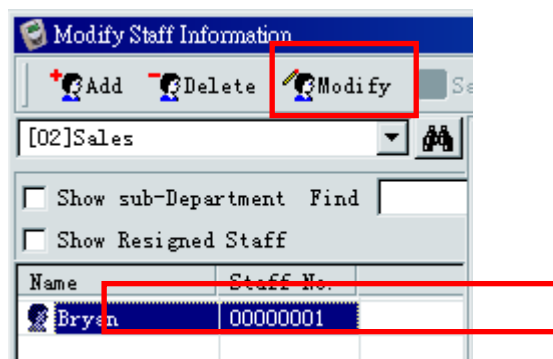 Modify Staff Information
Add Delete Modify
[02]Sales
Show sub-Department Find
Show Resigned Staff
Name Staff No.
Bryan 00000001